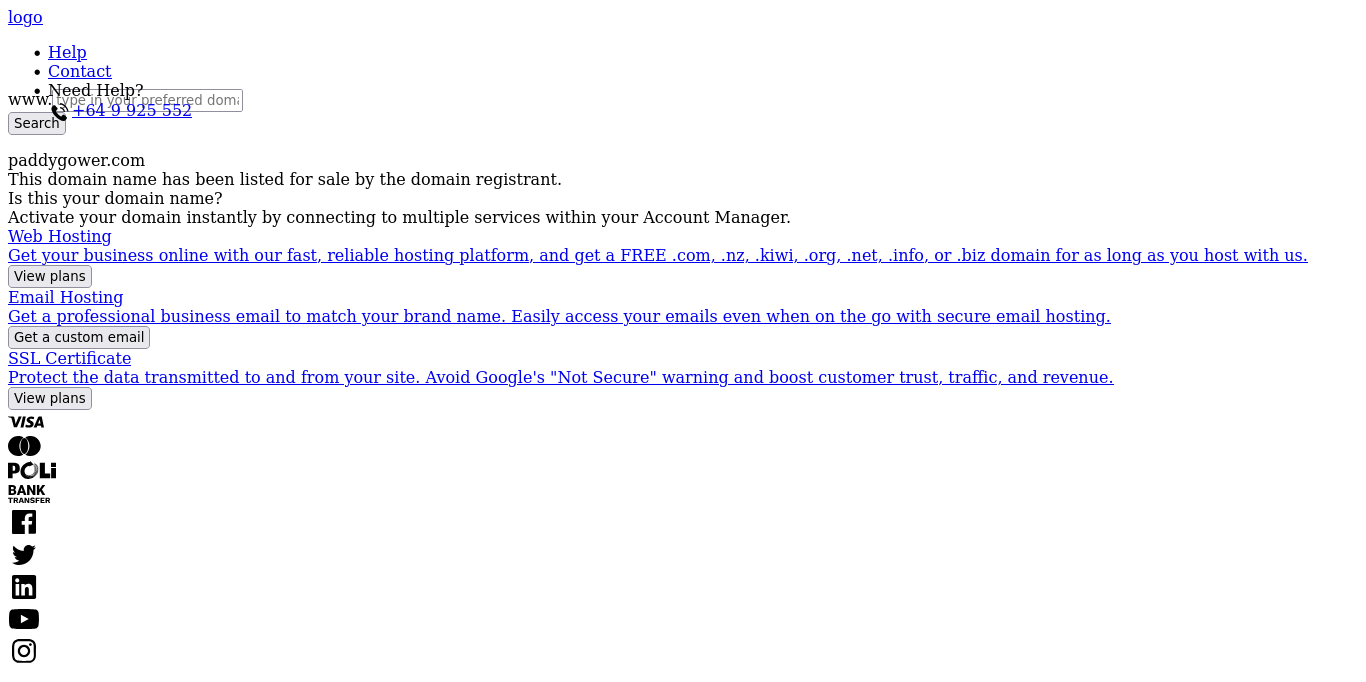 logo
Help
Contact
Need Help?
www. type in your preferred doma
+64 9 925 552
Search
paddygower.com
This domain name has been listed for sale by the domain registrant.
Is this your domain name?
Activate your domain instantly by connecting to multiple services within your Account Manager.
Web Hosting
Get your business online with our fast, reliable hosting platform, and get a FREE .com, .nz, .kiwi, .org, .net, .info, or .biz domain for as long as you host with us.
View plans
Email Hosting
Get a professional business email to match your brand name. Easily access your emails even when on the go with secure email hosting.
Get a custom email
SSL Certificate
Protect the data transmitted to and from your site. Avoid Google's "Not Secure" warning and boost customer trust, traffic, and revenue.
View plans
VISA
POLi
BANK
TRANSFER